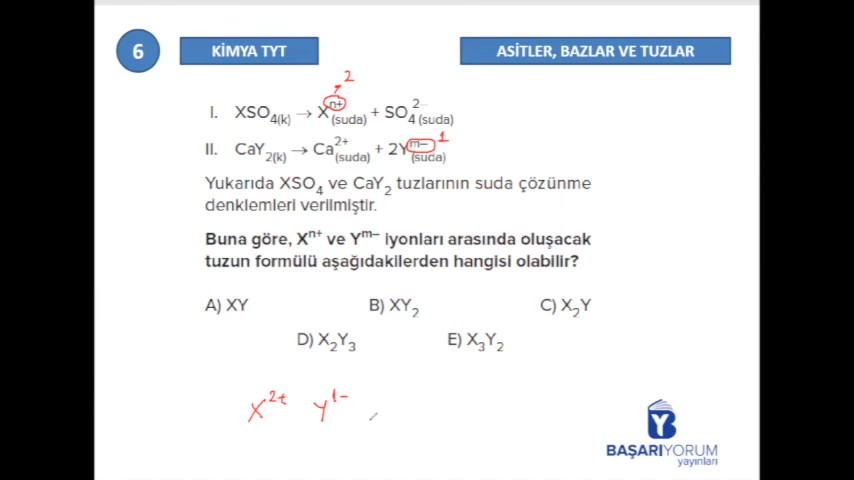 6
KİMYA TYT
ASİTLER, BAZLAR VE TUZLAR
2
I. XSO₄₍ₖ₎ → Xⁿ⁺(suda) + SO₄²⁻(suda)
II. CaY₂₍ₖ₎ → Ca²⁺(suda) + 2Yᵐ⁻(suda) 1
Yukarıda XSO₄ ve CaY₂ tuzlarının suda çözünme
denklemleri verilmiştir.
Buna göre, Xⁿ⁺ ve Yᵐ⁻ iyonları arasında oluşacak
tuzun formülü aşağıdakilerden hangisi olabilir?
A) XY B) XY₂ C) X₂Y
D) X₂Y₃ E) X₃Y₂
X²⁺ Y¹⁻
BAŞARIYORUM
yayınları